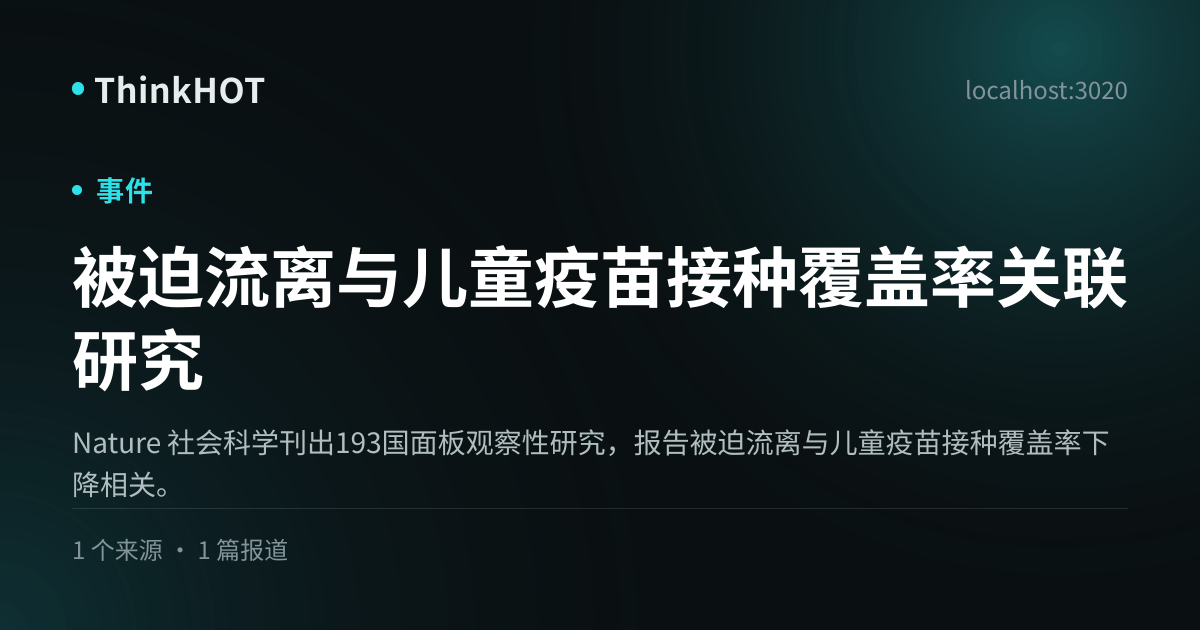 ThinkHOT
localhost:3020
事件
被迫流离与儿童疫苗接种覆盖率关联
研究
Nature 社会科学刊出193国面板观察性研究，报告被迫流离与儿童疫苗接种覆盖率下
降相关。
1 个来源 · 1 篇报道